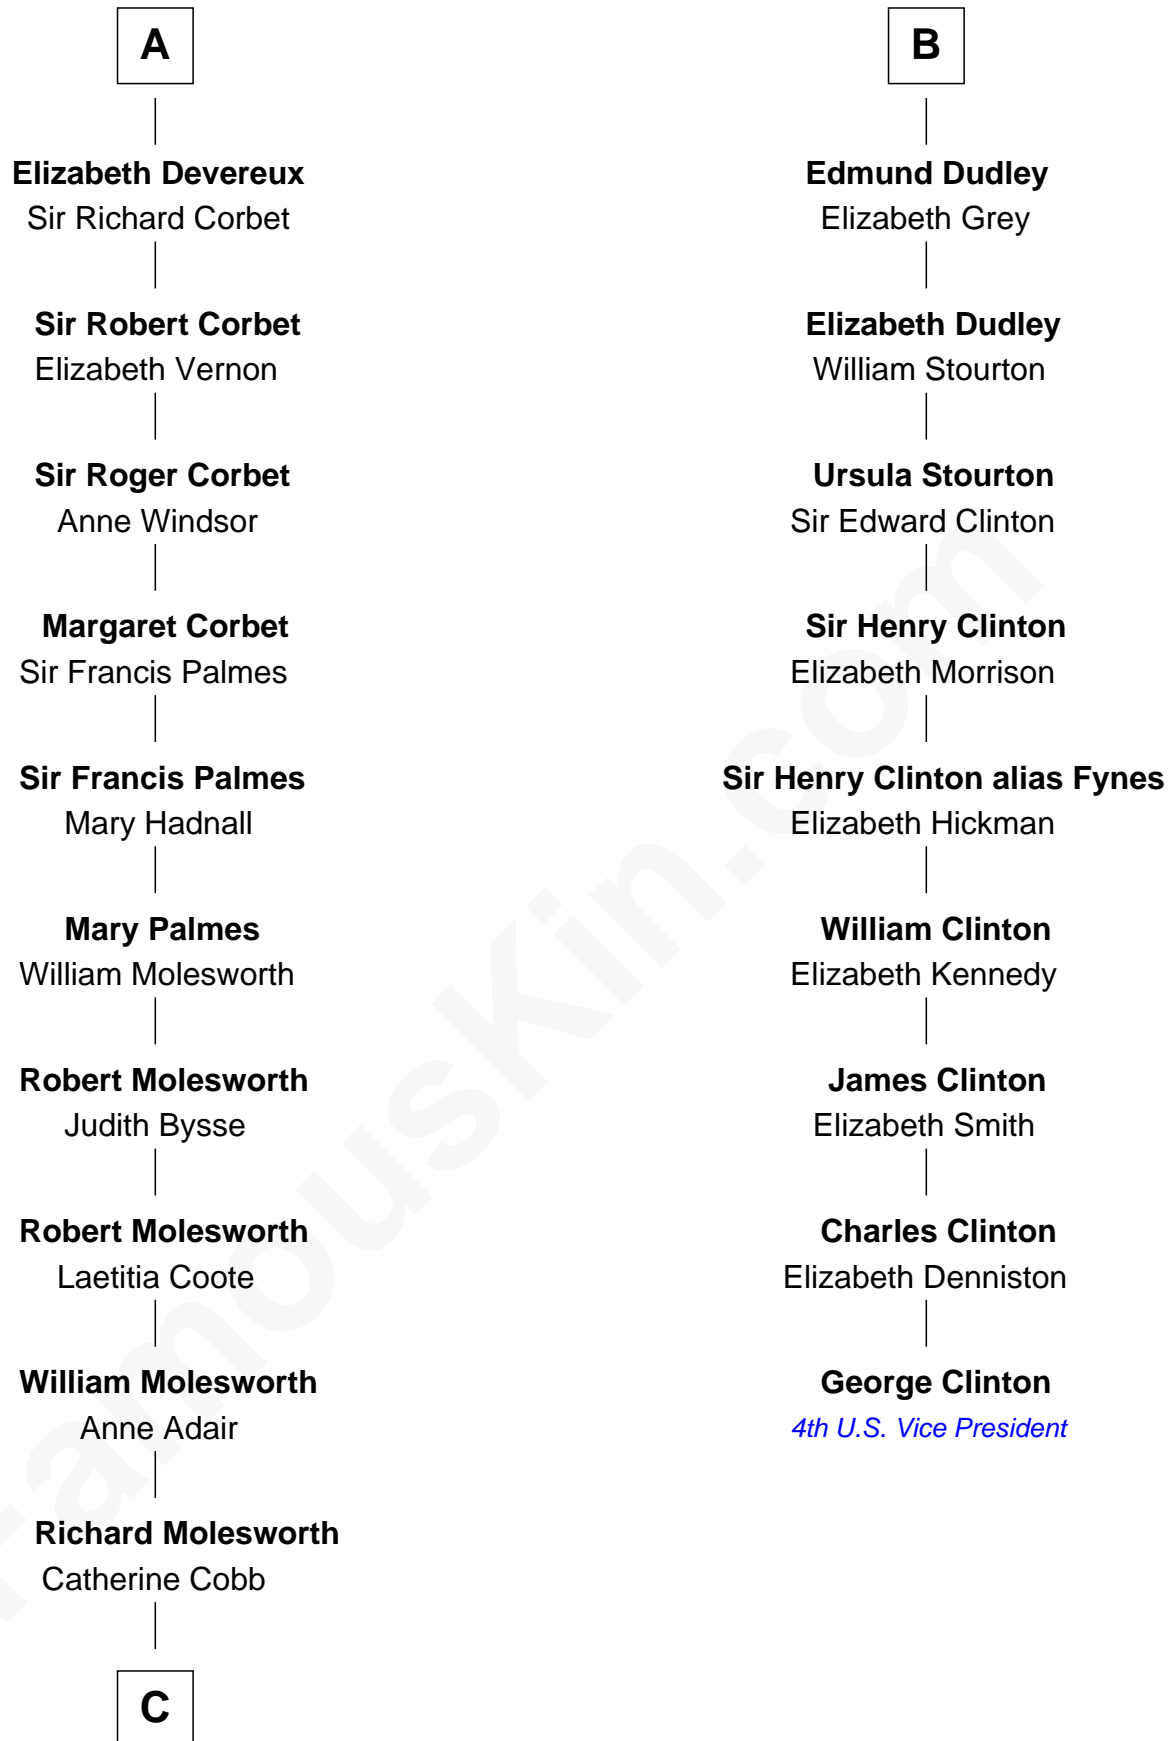 A
Elizabeth Devereux
Sir Richard Corbet
Sir Robert Corbet
Elizabeth Vernon
Sir Roger Corbet
Anne Windsor
Margaret Corbet
Sir Francis Palmes
Sir Francis Palmes
Mary Hadnall
Mary Palmes
William Molesworth
Robert Molesworth
Judith Bysse
Robert Molesworth
Laetitia Coote
William Molesworth
Anne Adair
Richard Molesworth
Catherine Cobb
C
B
Edmund Dudley
Elizabeth Grey
Elizabeth Dudley
William Stourton
Ursula Stourton
Sir Edward Clinton
Sir Henry Clinton
Elizabeth Morrison
Sir Henry Clinton alias Fynes
Elizabeth Hickman
William Clinton
Elizabeth Kennedy
James Clinton
Elizabeth Smith
Charles Clinton
Elizabeth Denniston
George Clinton
4th U.S. Vice President
FamousKin.com